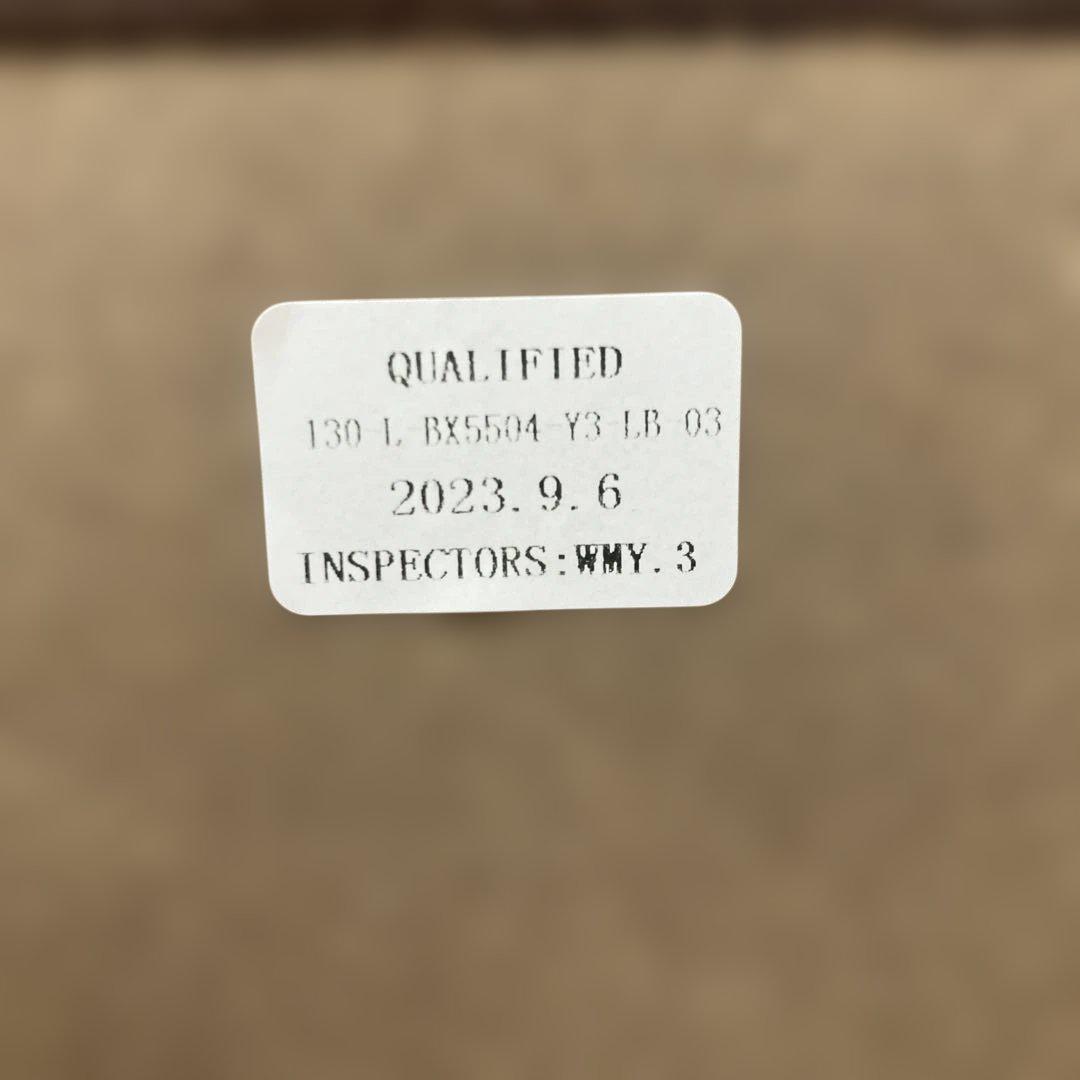 QUALIFIED
130-L-BX5504-Y3-LB-03
2023.9.6
INSPECTORS:WMY.3